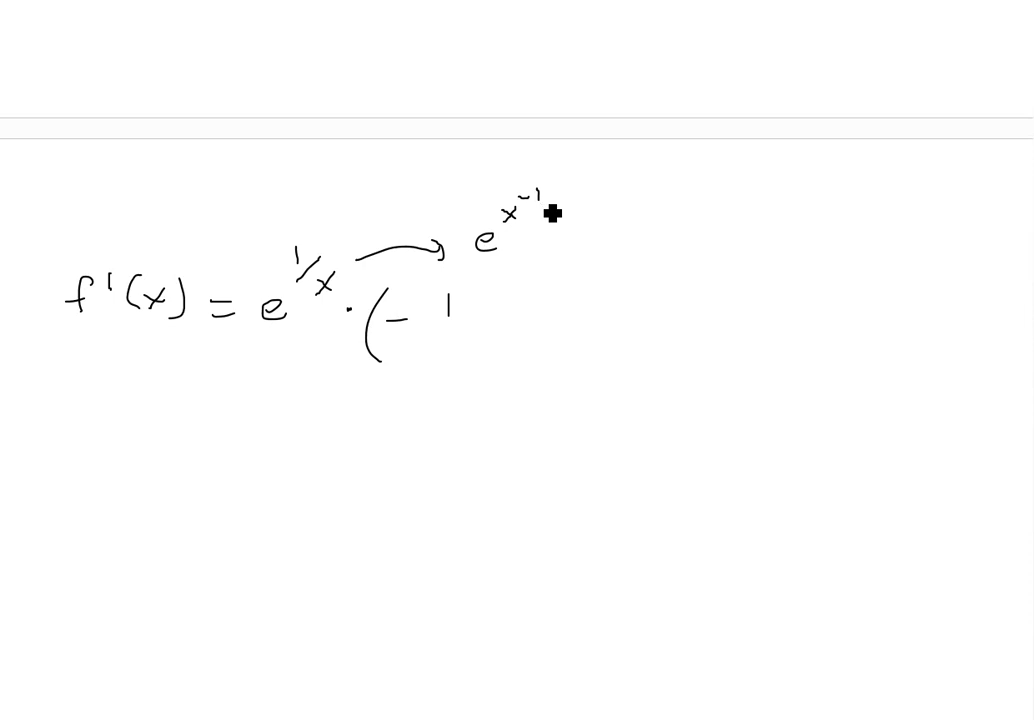 e^{x^{-1}}
f'(x) = e^{1/x} · (- 1